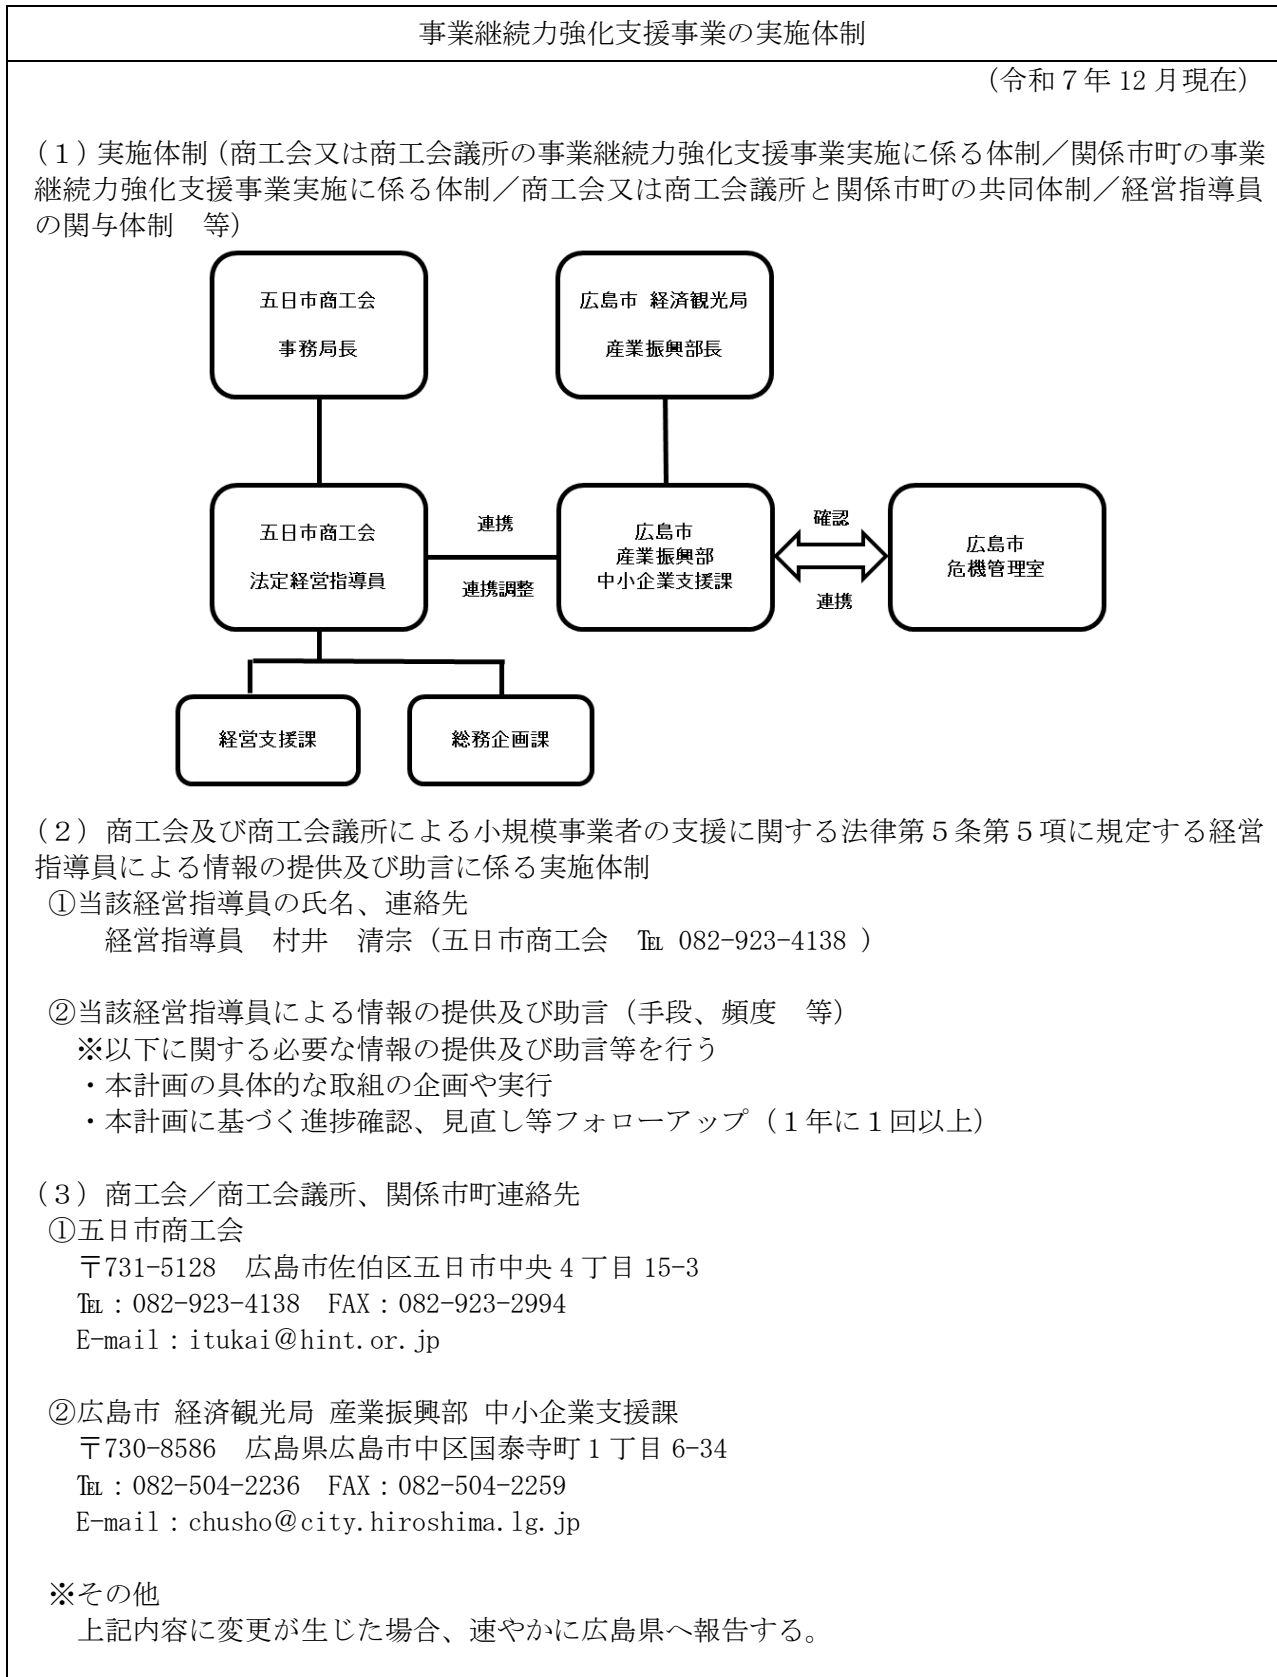 事業継続力強化支援事業の実施体制
（令和７年 12 月現在）
（１）実施体制（商工会又は商工会議所の事業継続力強化支援事業実施に係る体制／関係市町の事業
継続力強化支援事業実施に係る体制／商工会又は商工会議所と関係市町の共同体制／経営指導員
の関与体制　等）
五日市商工会
事務局長
広島市 経済観光局
産業振興部長
五日市商工会
法定経営指導員
連携
連携調整
広島市
産業振興部
中小企業支援課
確認
連携
広島市
危機管理室
経営支援課
総務企画課
（２）商工会及び商工会議所による小規模事業者の支援に関する法律第５条第５項に規定する経営
指導員による情報の提供及び助言に係る実施体制
①当該経営指導員の氏名、連絡先
経営指導員　村井　清宗（五日市商工会　℡ 082-923-4138 ）
②当該経営指導員による情報の提供及び助言（手段、頻度　等）
※以下に関する必要な情報の提供及び助言等を行う
・本計画の具体的な取組の企画や実行
・本計画に基づく進捗確認、見直し等フォローアップ（１年に１回以上）
（３）商工会／商工会議所、関係市町連絡先
①五日市商工会
〒731-5128　広島市佐伯区五日市中央 4 丁目 15-3
℡：082-923-4138　FAX：082-923-2994
E-mail：itukai@hint.or.jp
②広島市 経済観光局 産業振興部 中小企業支援課
〒730-8586　広島県広島市中区国泰寺町 1 丁目 6-34
℡：082-504-2236　FAX：082-504-2259
E-mail：chusho@city.hiroshima.lg.jp
※その他
上記内容に変更が生じた場合、速やかに広島県へ報告する。